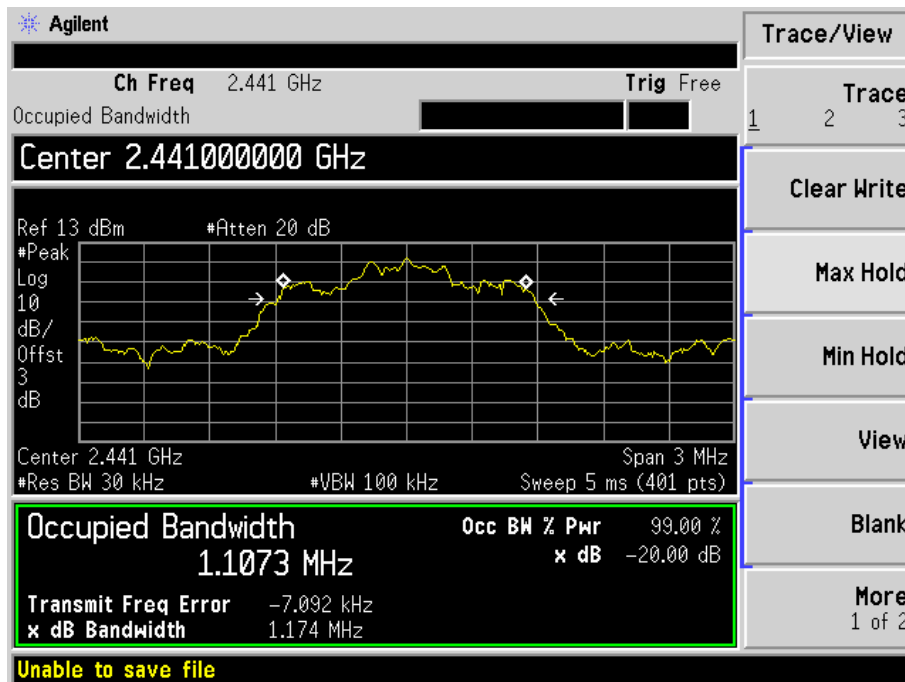 Agilent
Trace/View
Ch Freq 2.441 GHz Trig Free
Occupied Bandwidth
Trace
1 2 3
Center 2.441000000 GHz
Clear Write
Ref 13 dBm #Atten 20 dB
#Peak
Log
10
dB/
Offst
3
dB
Max Hold
Min Hold
Center 2.441 GHz Span 3 MHz
#Res BW 30 kHz #VBW 100 kHz Sweep 5 ms (401 pts)
View
Occupied Bandwidth Occ BW % Pwr 99.00 %
1.1073 MHz x dB -20.00 dB
Blank
Transmit Freq Error -7.092 kHz
x dB Bandwidth 1.174 MHz
More
1 of 2
Unable to save file